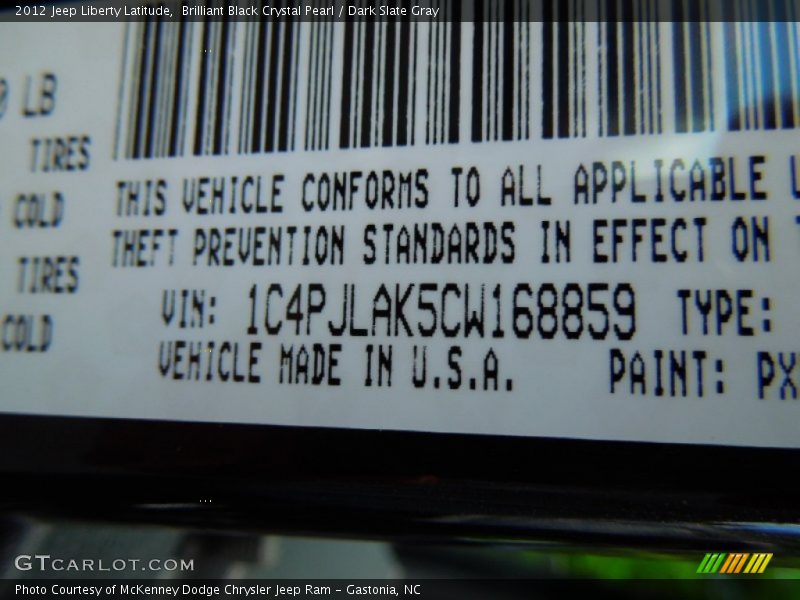 2012 Jeep Liberty Latitude,  Brilliant Black Crystal Pearl / Dark Slate Gray
LB
TIRES
COLD
TIRES
COLD
THIS VEHICLE CONFORMS TO ALL APPLICABLE
THEFT PREVENTION STANDARDS IN EFFECT ON
VIN: 1C4PJLAK5CW168859 TYPE:
VEHICLE MADE IN U.S.A. PAINT: PX
GTCARLOT.COM
Photo Courtesy of McKenney Dodge Chrysler Jeep Ram - Gastonia, NC